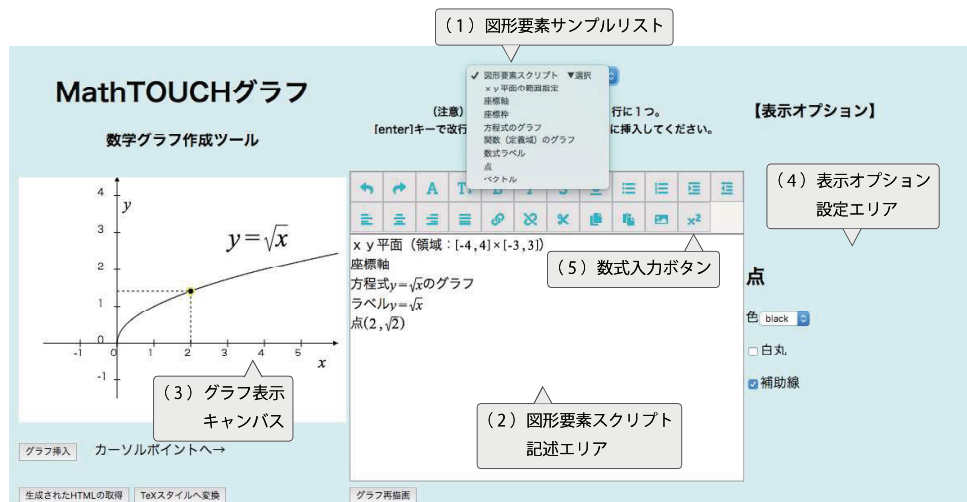 （1）図形要素サンプルリスト
MathTOUCHグラフ
数学グラフ作成ツール
✓ 図形要素スクリプト ▼選択
ｘｙ平面の範囲指定
座標軸
座標枠
方程式のグラフ
関数（定義域）のグラフ
数式ラベル
点
ベクトル
（注意）
行に１つ。
[enter]キーで改行
に挿入してください。
【表示オプション】
（4）表示オプション
設定エリア
4
3
2
1
0
-1
y
y=√x
-1 0 1 2 3 4 5
x
（3）グラフ表示
キャンバス
ｘｙ平面（領域：[-4,4]×[-3,3]）
座標軸
方程式y=√xのグラフ
ラベルy=√x
点(2,√2)
（5）数式入力ボタン
x²
（2）図形要素スクリプト
記述エリア
点
色 black
白丸
補助線
グラフ挿入 カーソルポイントへ→
生成されたHTMLの取得 TeXスタイルへ変換
グラフ再描画